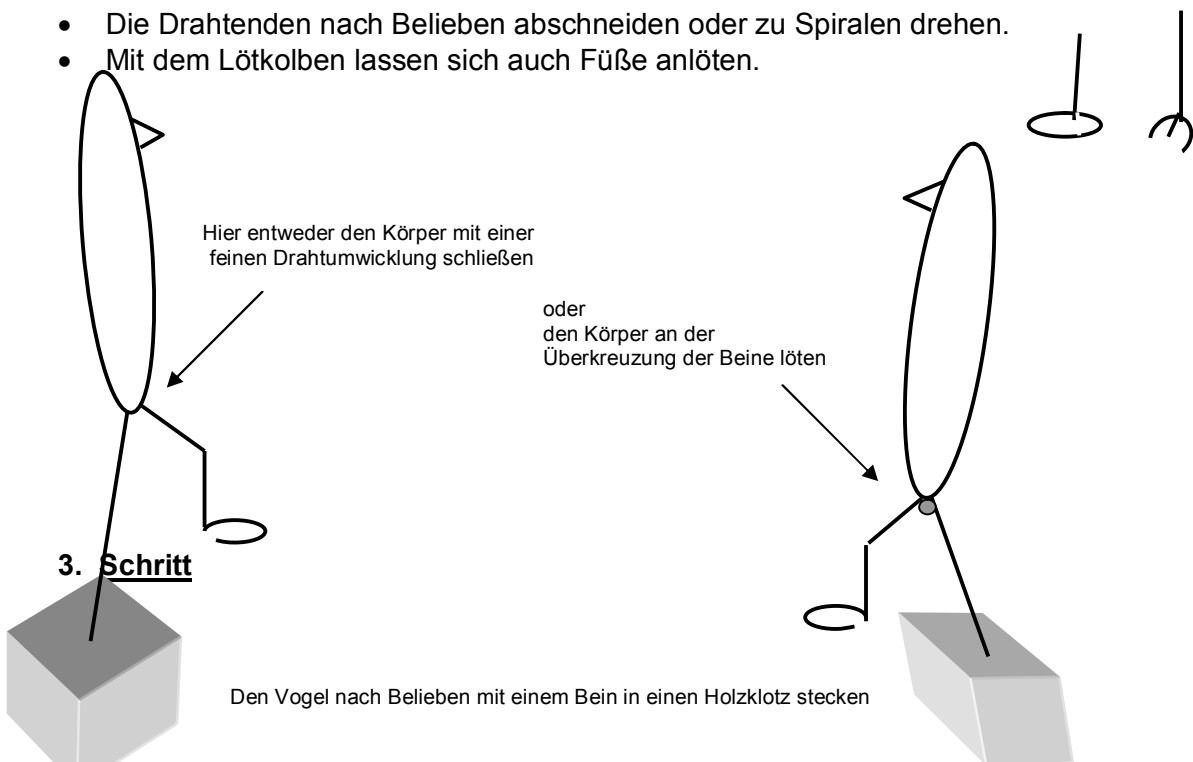 • Die Drahtenden nach Belieben abschneiden oder zu Spiralen drehen.
• Mit dem Lötkolben lassen sich auch Füße anlöten.
Hier entweder den Körper mit einer
feinen Drahtumwicklung schließen
oder
den Körper an der
Überkreuzung der Beine löten
3. Schritt
Den Vogel nach Belieben mit einem Bein in einen Holzklotz stecken